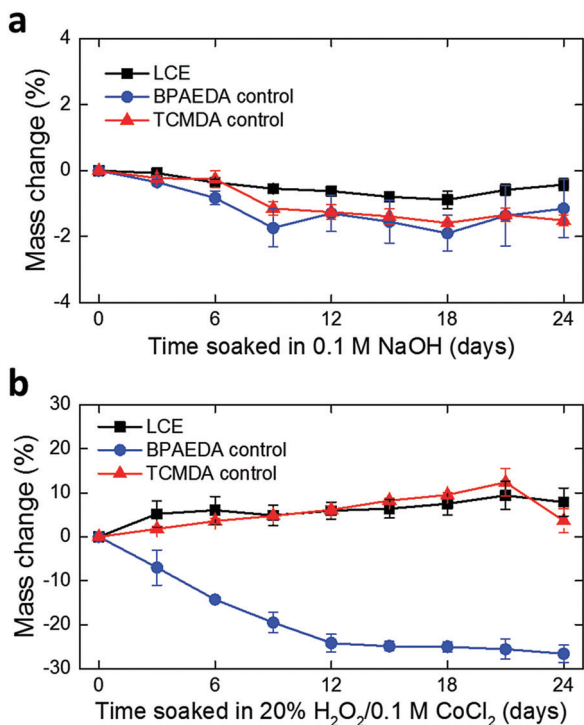 a
4
2
0
-2
-4
Mass change (%)
LCE
BPAEDA control
TCMDA control
0 6 12 18 24
Time soaked in 0.1 M NaOH (days)
b
30
20
10
0
-10
-20
-30
Mass change (%)
LCE
BPAEDA control
TCMDA control
0 6 12 18 24
Time soaked in 20% H₂O₂/0.1 M CoCl₂ (days)